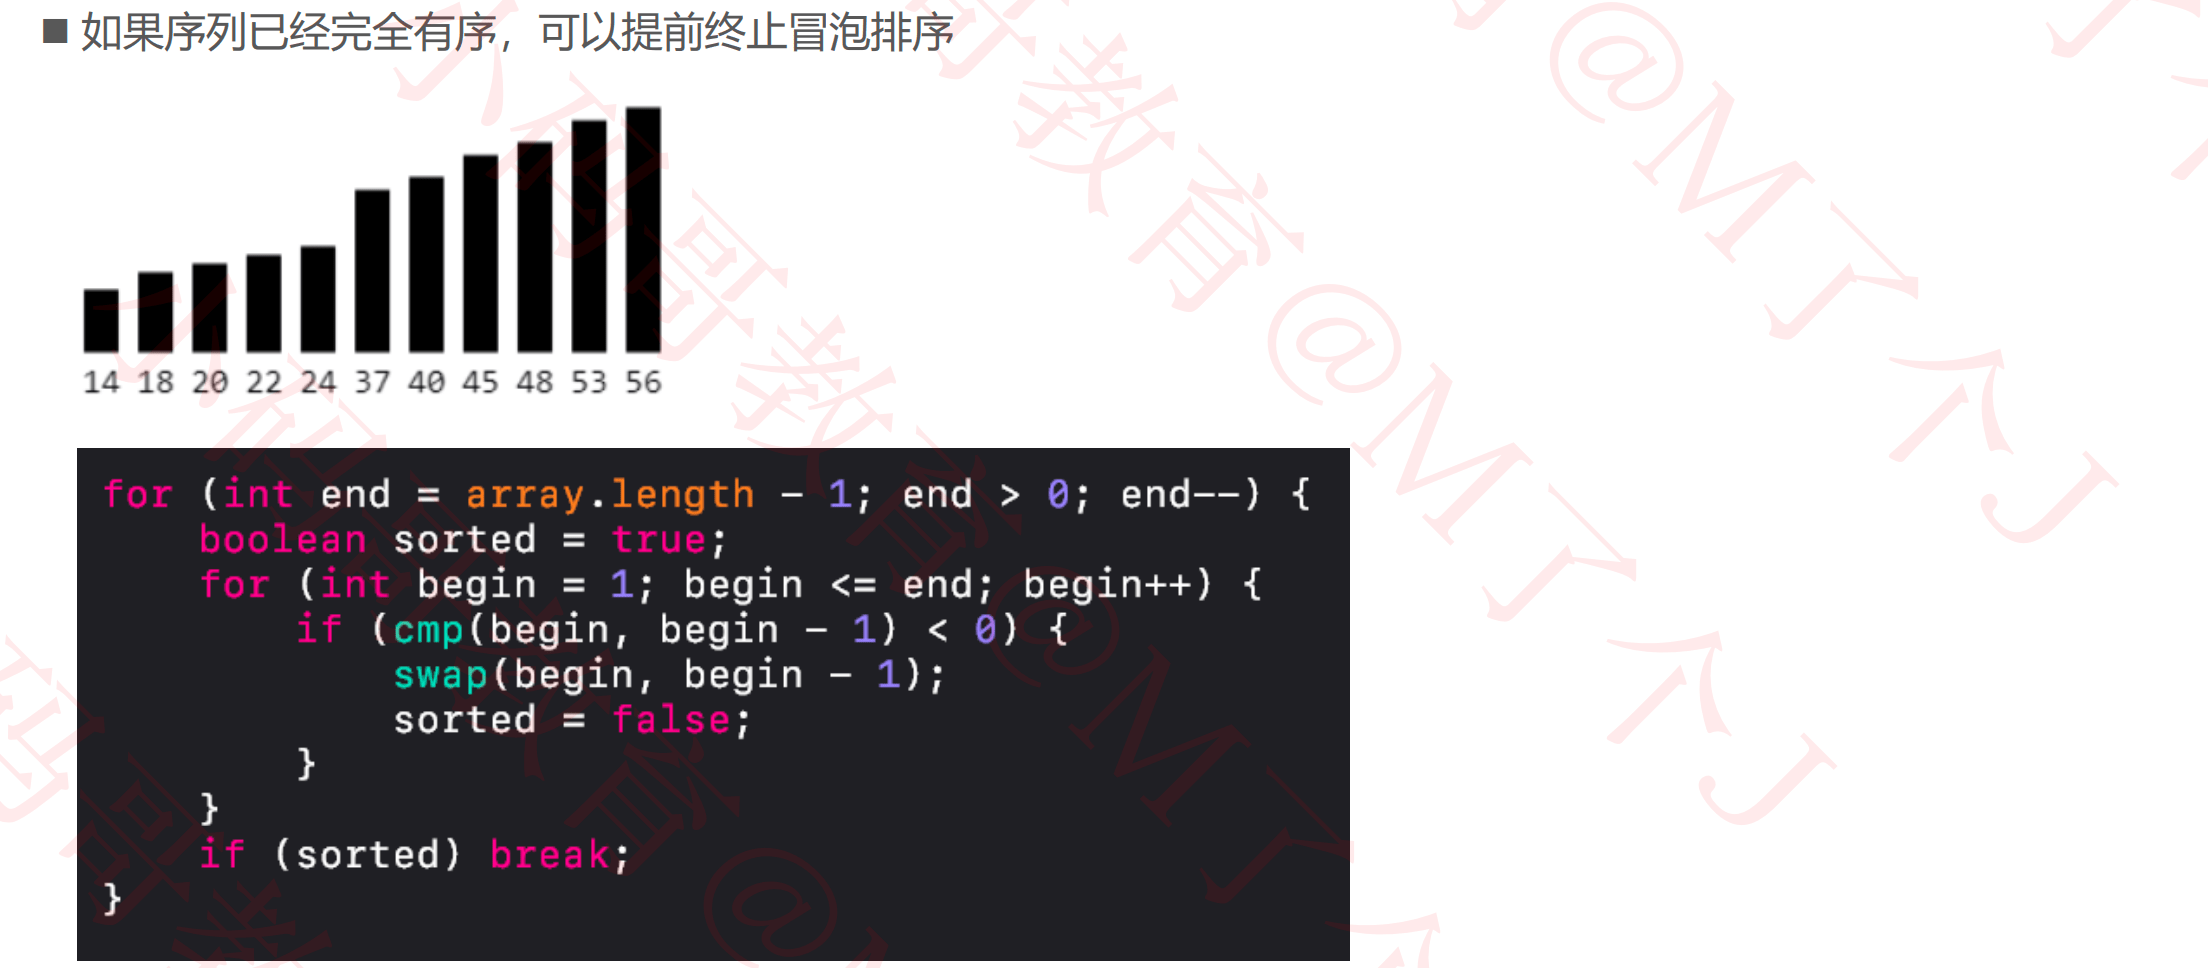 ■ 如果序列已经完全有序，可以提前终止冒泡排序
14 18 20 22 24 37 40 45 48 53 56
for (int end = array.length - 1; end > 0; end--) {
    boolean sorted = true;
    for (int begin = 1; begin <= end; begin++) {
        if (cmp(begin, begin - 1) < 0) {
            swap(begin, begin - 1);
            sorted = false;
        }
    }
    if (sorted) break;
}
小码哥教育@M了个J